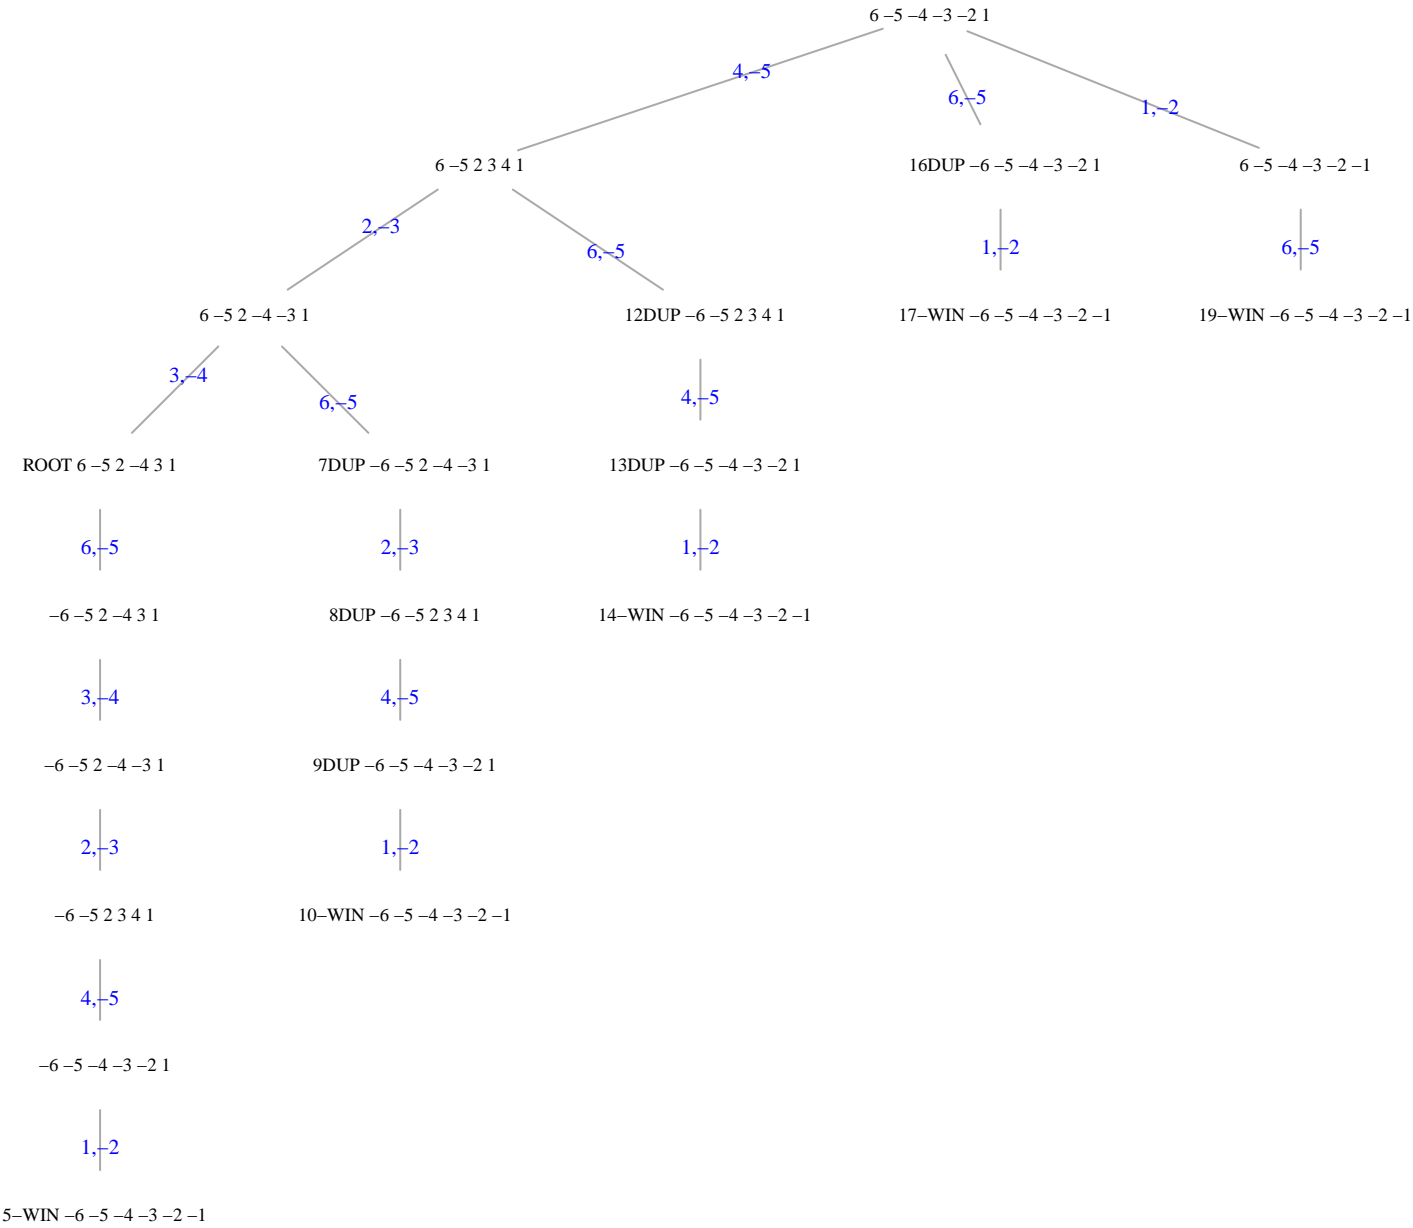 6 –5 –4 –3 –2 1
4,–5
6,–5
1,–2
6 –5 2 3 4 1
16DUP –6 –5 –4 –3 –2 1
6 –5 –4 –3 –2 –1
2,–3
6,–5
1,–2
6,–5
6 –5 2 –4 –3 1
12DUP –6 –5 2 3 4 1
17–WIN –6 –5 –4 –3 –2 –1
19–WIN –6 –5 –4 –3 –2 –1
3,–4
6,–5
4,–5
ROOT 6 –5 2 –4 3 1
7DUP –6 –5 2 –4 –3 1
13DUP –6 –5 –4 –3 –2 1
6,–5
2,–3
1,–2
–6 –5 2 –4 3 1
8DUP –6 –5 2 3 4 1
14–WIN –6 –5 –4 –3 –2 –1
3,–4
4,–5
–6 –5 2 –4 –3 1
9DUP –6 –5 –4 –3 –2 1
2,–3
1,–2
–6 –5 2 3 4 1
10–WIN –6 –5 –4 –3 –2 –1
4,–5
–6 –5 –4 –3 –2 1
1,–2
5–WIN –6 –5 –4 –3 –2 –1